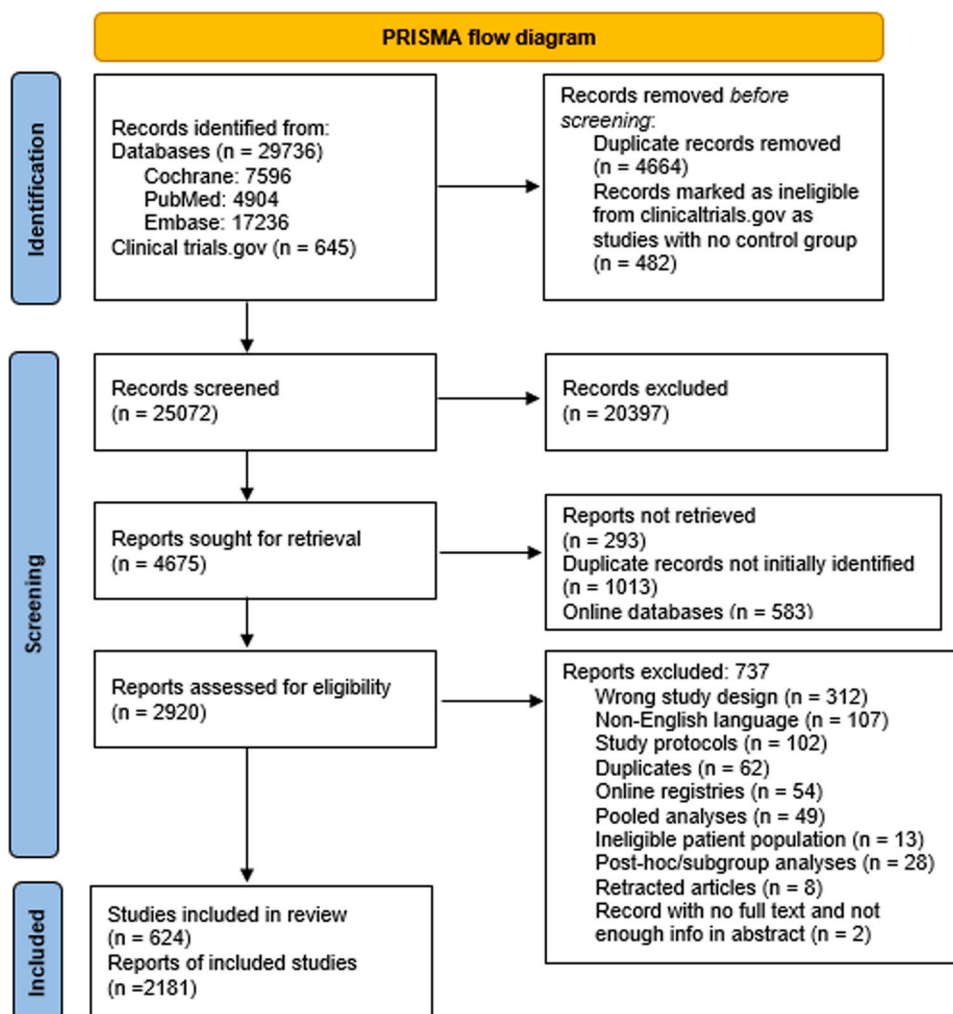 PRISMA flow diagram
Identification
Records identified from:
Databases (n = 29736)
Cochrane: 7596
PubMed: 4904
Embase: 17236
Clinical trials.gov (n = 645)
Records removed before
screening:
Duplicate records removed
(n = 4664)
Records marked as ineligible
from clinicaltrials.gov as
studies with no control group
(n = 482)
Screening
Records screened
(n = 25072)
Records excluded
(n = 20397)
Reports sought for retrieval
(n = 4675)
Reports not retrieved
(n = 293)
Duplicate records not initially identified
(n = 1013)
Online databases (n = 583)
Reports assessed for eligibility
(n = 2920)
Reports excluded: 737
Wrong study design (n = 312)
Non-English language (n = 107)
Study protocols (n = 102)
Duplicates (n = 62)
Online registries (n = 54)
Pooled analyses (n = 49)
Ineligible patient population (n = 13)
Post-hoc/subgroup analyses (n = 28)
Retracted articles (n = 8)
Record with no full text and not
enough info in abstract (n = 2)
Included
Studies included in review
(n = 624)
Reports of included studies
(n =2181)